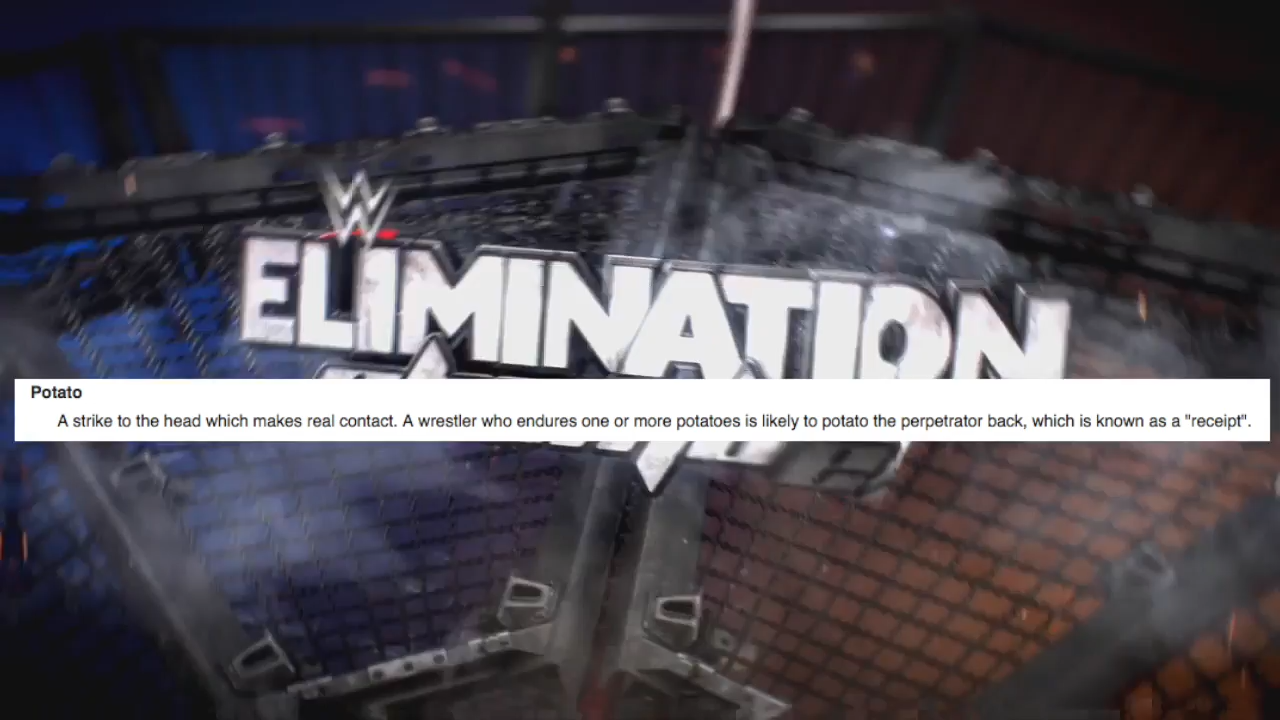 W
ELIMINATION
Potato
A strike to the head which makes real contact. A wrestler who endures one or more potatoes is likely to potato the perpetrator back, which is known as a "receipt".